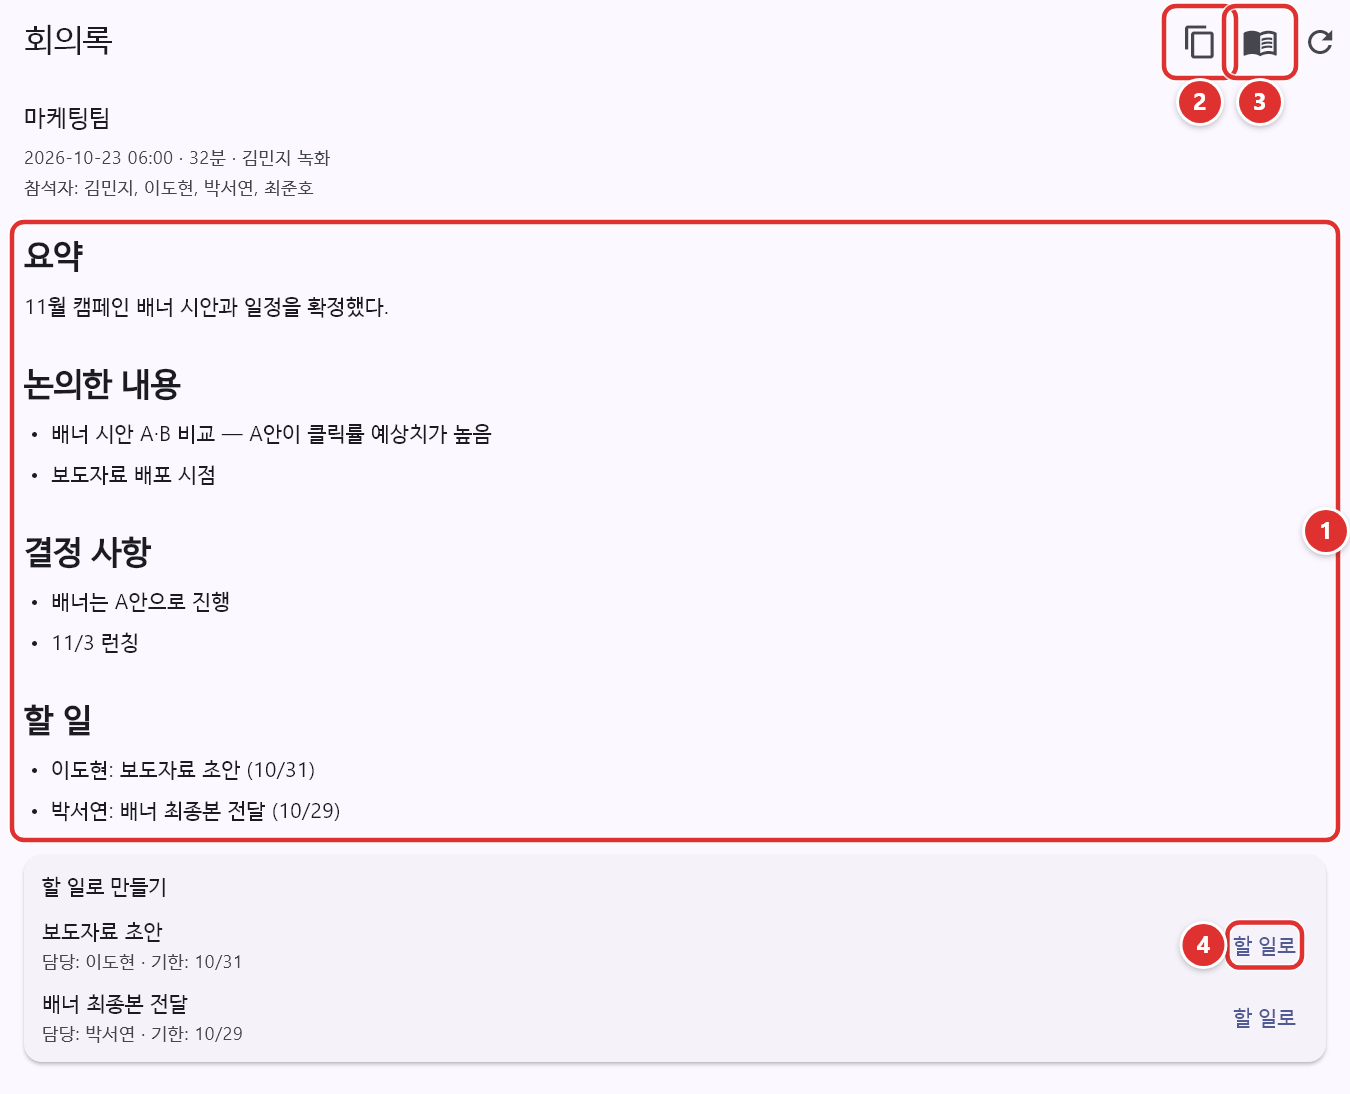 회의록
2
3
마케팅팀
2026-10-23 06:00 · 32분 · 김민지 녹화
참석자: 김민지, 이도현, 박서연, 최준호
요약
11월 캠페인 배너 시안과 일정을 확정했다.
논의한 내용
• 배너 시안 A·B 비교 — A안이 클릭률 예상치가 높음
• 보도자료 배포 시점
1
결정 사항
• 배너는 A안으로 진행
• 11/3 런칭
할 일
• 이도현: 보도자료 초안 (10/31)
• 박서연: 배너 최종본 전달 (10/29)
할 일로 만들기
보도자료 초안
담당: 이도현 · 기한: 10/31
4
할 일로
배너 최종본 전달
담당: 박서연 · 기한: 10/29
할 일로